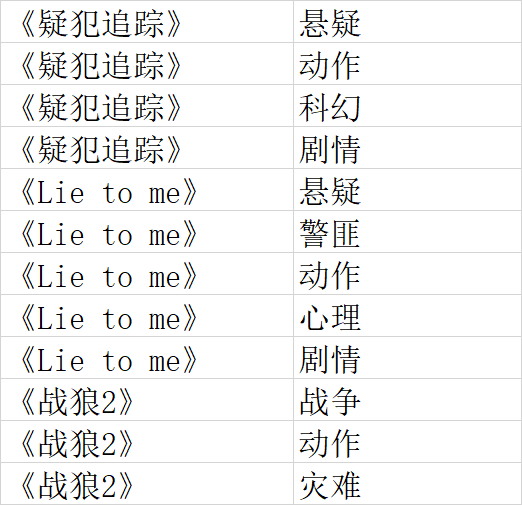 《疑犯追踪》 悬疑
《疑犯追踪》 动作
《疑犯追踪》 科幻
《疑犯追踪》 剧情
《Lie to me》 悬疑
《Lie to me》 警匪
《Lie to me》 动作
《Lie to me》 心理
《Lie to me》 剧情
《战狼2》 战争
《战狼2》 动作
《战狼2》 灾难